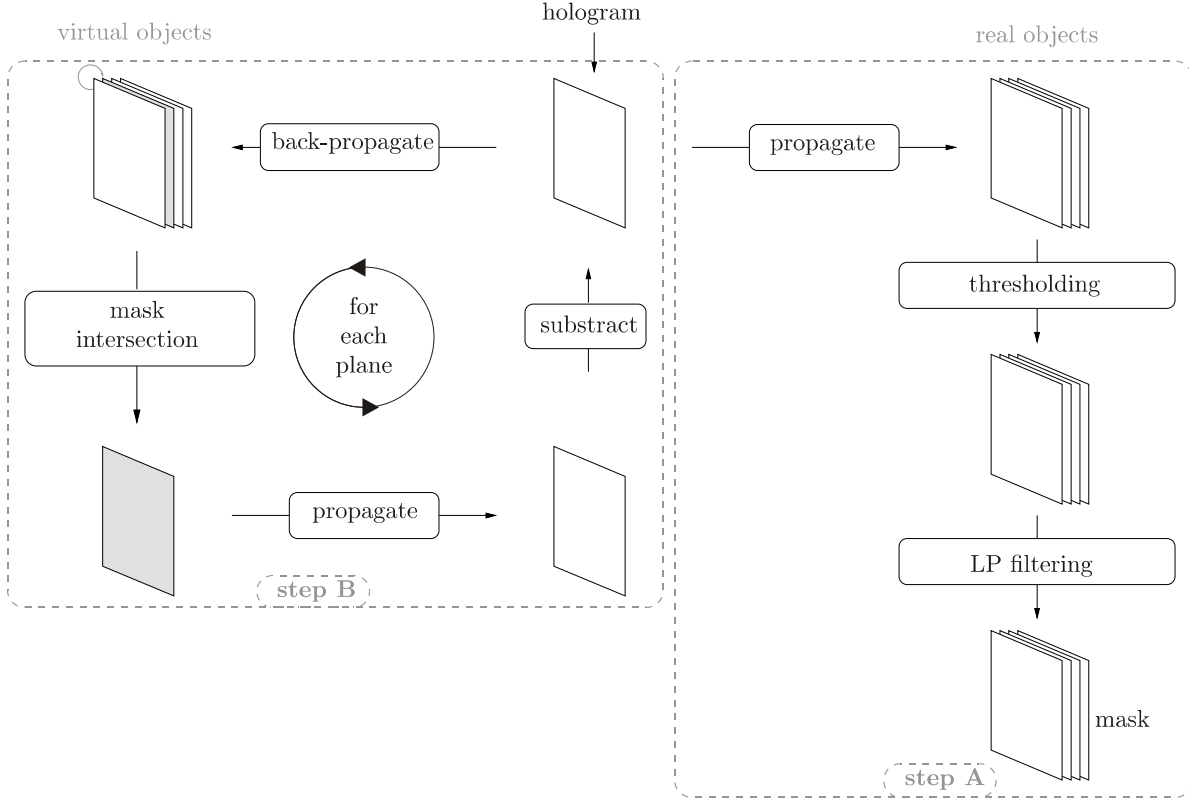 hologram
virtual objects
real objects
back-propagate
propagate
thresholding
mask
intersection
for
each
plane
substract
propagate
LP filtering
step B
mask
step A